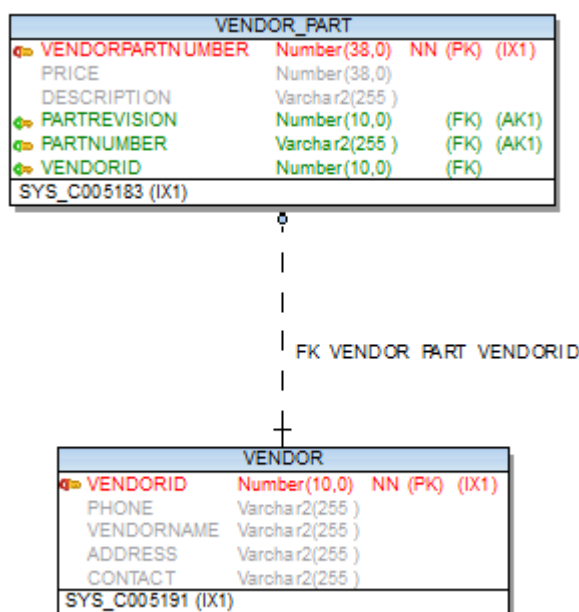 VENDOR_PART
VENDORPARTNUMBER Number(38,0) NN (PK) (IX1)
PRICE Number(38,0)
DESCRIPTION Varchar2(255 )
PARTREVISION Number(10,0) (FK) (AK1)
PARTNUMBER Varchar2(255 ) (FK) (AK1)
VENDORID Number(10,0) (FK)
SYS_C005183 (IX1)
FK VENDOR PART VENDORID
VENDOR
VENDORID Number(10,0) NN (PK) (IX1)
PHONE Varchar2(255 )
VENDORNAME Varchar2(255 )
ADDRESS Varchar2(255 )
CONTACT Varchar2(255 )
SYS_C005191 (IX1)